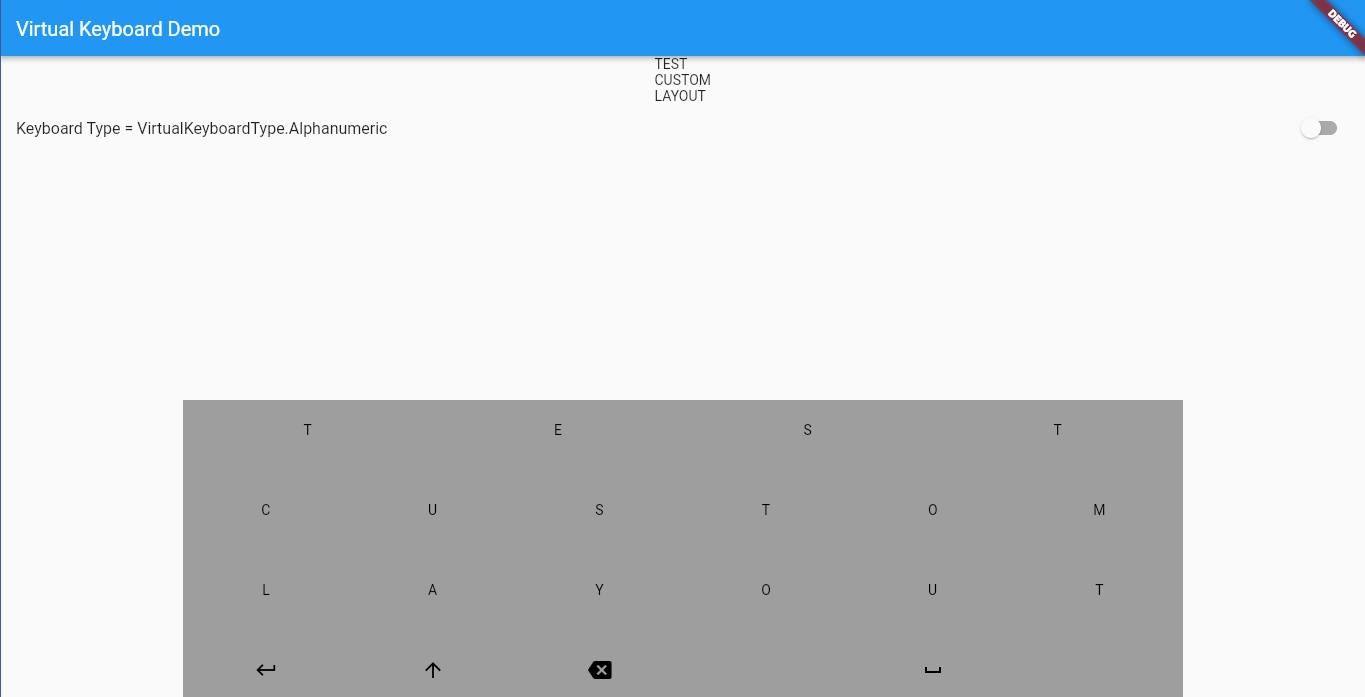 Virtual Keyboard Demo
DEBUG
TEST
CUSTOM
LAYOUT
Keyboard Type = VirtualKeyboardType.Alphanumeric
T E S T
C U S T O M
L A Y O U T